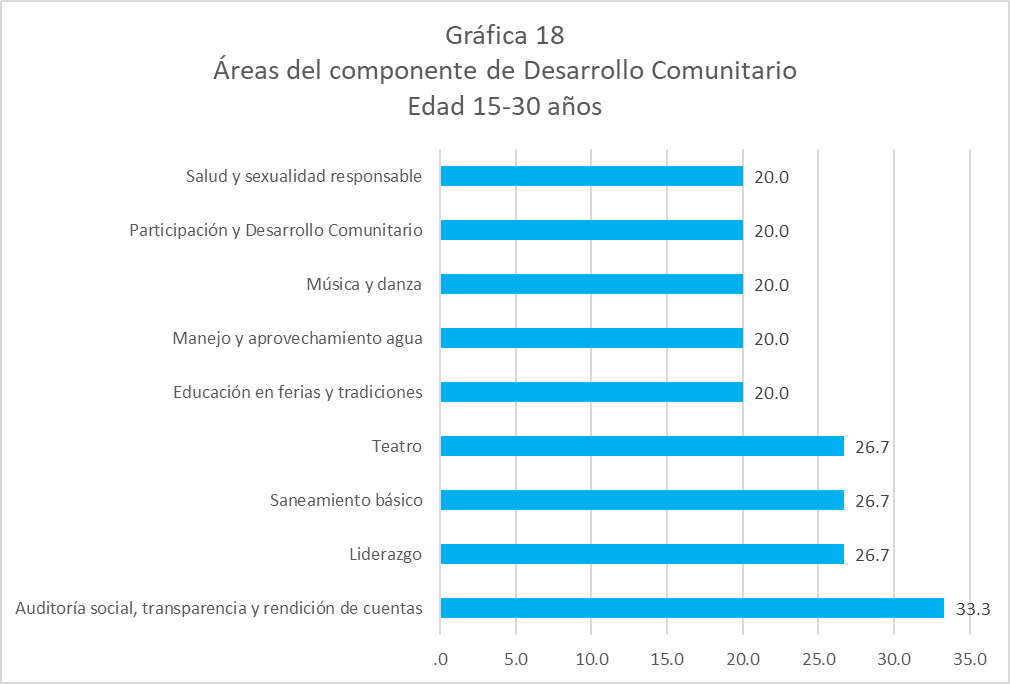 Gráfica 18
Áreas del componente de Desarrollo Comunitario
Edad 15-30 años
Salud y sexualidad responsable 20.0
Participación y Desarrollo Comunitario 20.0
Música y danza 20.0
Manejo y aprovechamiento agua 20.0
Educación en ferias y tradiciones 20.0
Teatro 26.7
Saneamiento básico 26.7
Liderazgo 26.7
Auditoría social, transparencia y rendición de cuentas 33.3
.0 5.0 10.0 15.0 20.0 25.0 30.0 35.0